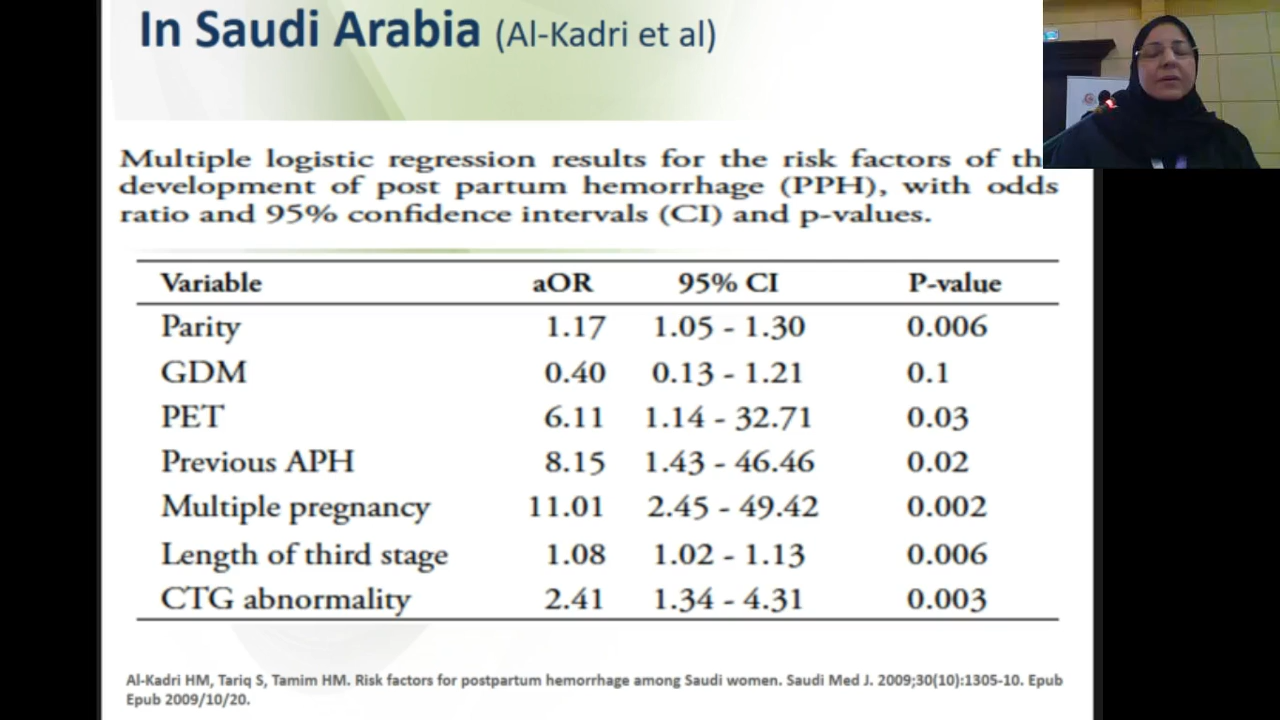 In Saudi Arabia (Al-Kadri et al)
Multiple logistic regression results for the risk factors of th
development of post partum hemorrhage (PPH), with odds
ratio and 95% confidence intervals (CI) and p-values.
Variable aOR 95% CI P-value
Parity 1.17 1.05 - 1.30 0.006
GDM 0.40 0.13 - 1.21 0.1
PET 6.11 1.14 - 32.71 0.03
Previous APH 8.15 1.43 - 46.46 0.02
Multiple pregnancy 11.01 2.45 - 49.42 0.002
Length of third stage 1.08 1.02 - 1.13 0.006
CTG abnormality 2.41 1.34 - 4.31 0.003
Al-Kadri HM, Tariq S, Tamim HM. Risk factors for postpartum hemorrhage among Saudi women. Saudi Med J. 2009;30(10):1305-10. Epub
Epub 2009/10/20.